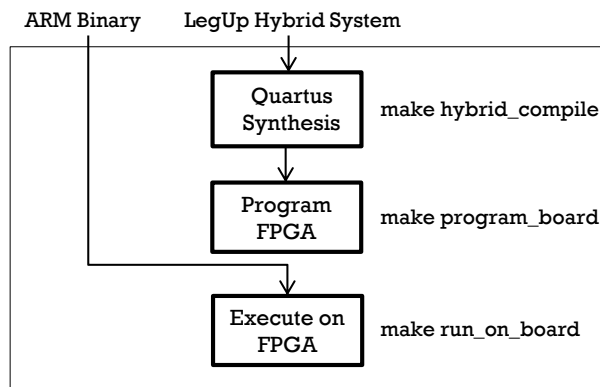 ARM Binary
LegUp Hybrid System
Quartus
Synthesis
make hybrid_compile
Program
FPGA
make program_board
Execute on
FPGA
make run_on_board